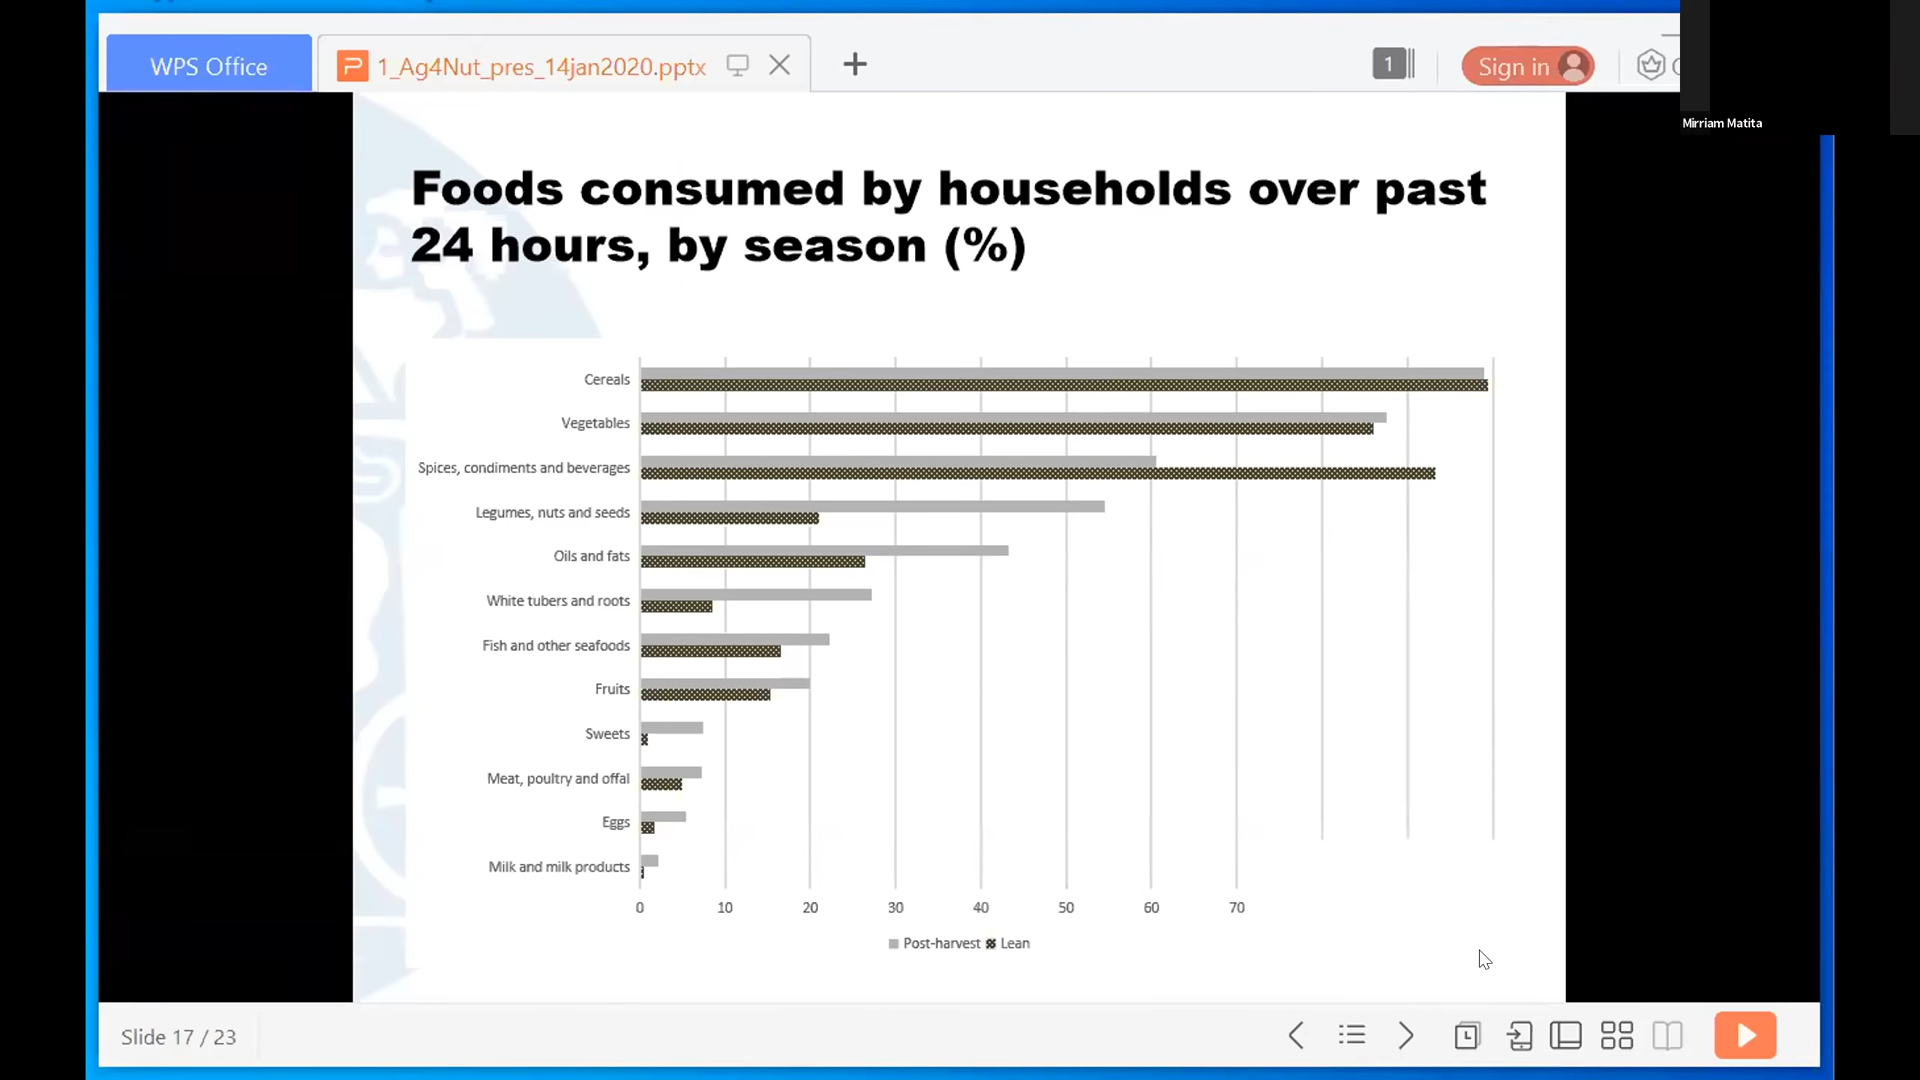 WPS Office
1_Ag4Nut_pres_14jan2020.pptx
1
Sign in
Mirriam Matita
Foods consumed by households over past
24 hours, by season (%)
Cereals
Vegetables
Spices, condiments and beverages
Legumes, nuts and seeds
Oils and fats
White tubers and roots
Fish and other seafoods
Fruits
Sweets
Meat, poultry and offal
Eggs
Milk and milk products
0 10 20 30 40 50 60 70
Post-harvest Lean
Slide 17 / 23